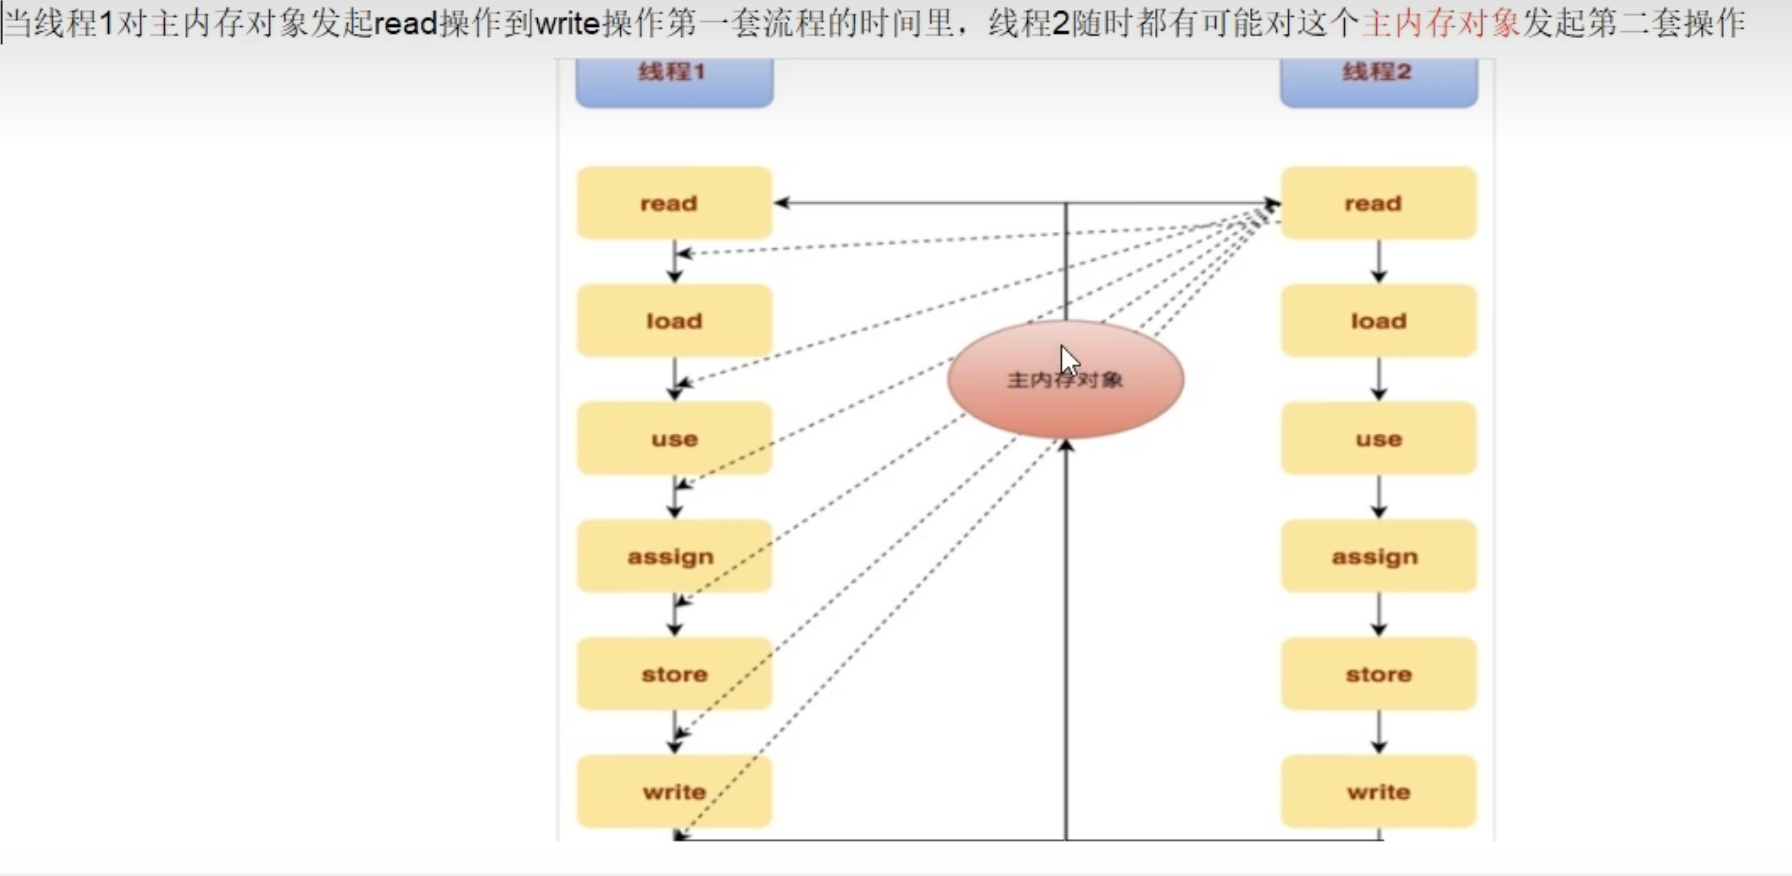 当线程1对主内存对象发起read操作到write操作第一套流程的时间里，线程2随时都有可能对这个主内存对象发起第二套操作
线程1 线程2
read read
load load
主内存对象
use use
assign assign
store store
write write